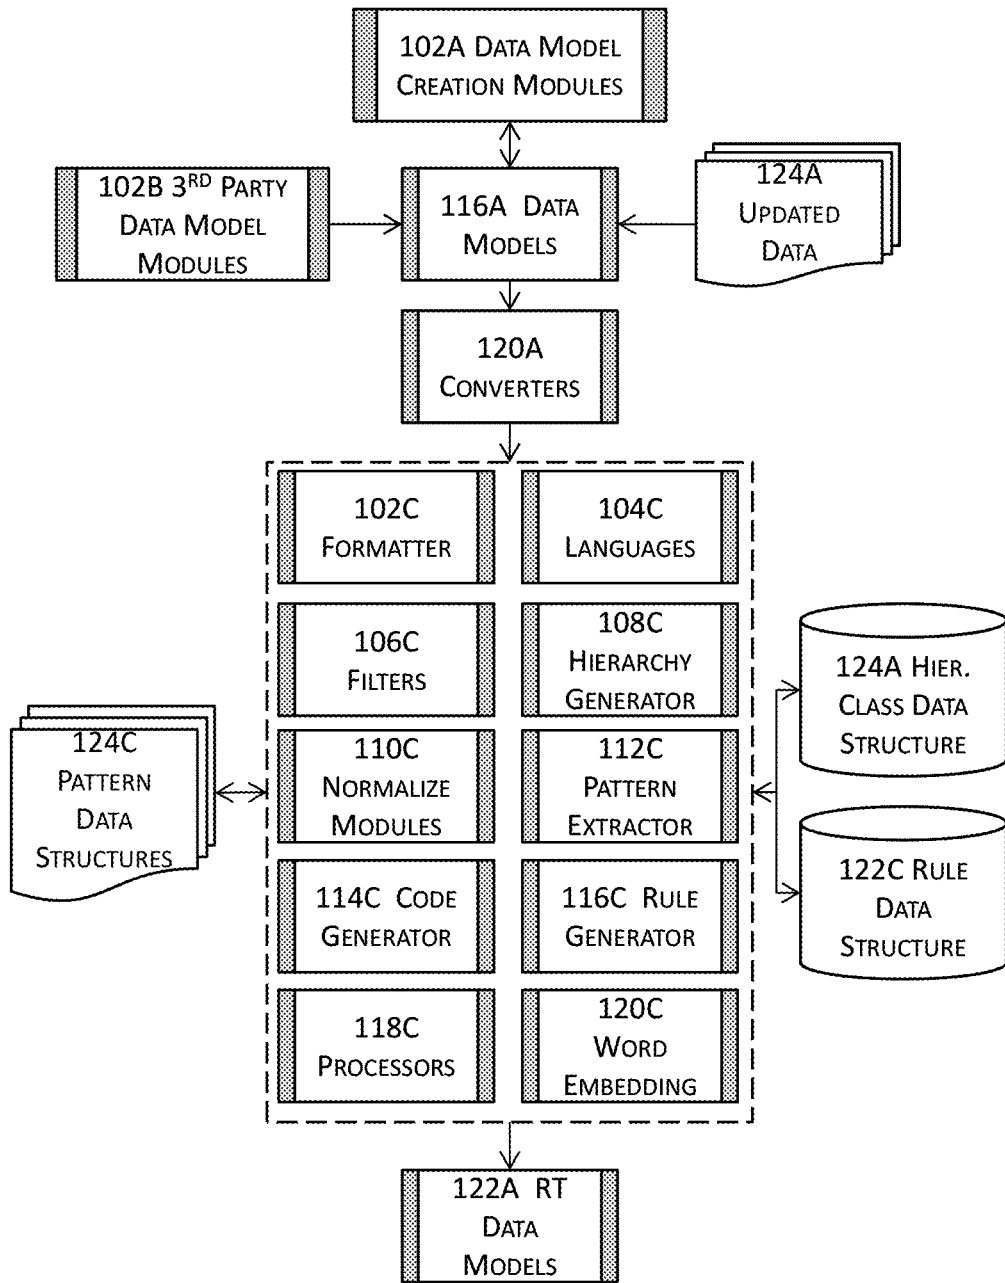 102A DATA MODEL
CREATION MODULES
102B 3RD PARTY
DATA MODEL
MODULES
116A DATA
MODELS
124A
UPDATED
DATA
120A
CONVERTERS
102C
FORMATTER
104C
LANGUAGES
106C
FILTERS
108C
HIERARCHY
GENERATOR
124A HIER.
CLASS DATA
STRUCTURE
124C
PATTERN
DATA
STRUCTURES
110C
NORMALIZE
MODULES
112C
PATTERN
EXTRACTOR
122C RULE
DATA
STRUCTURE
114C CODE
GENERATOR
116C RULE
GENERATOR
118C
PROCESSORS
120C
WORD
EMBEDDING
122A RT
DATA
MODELS